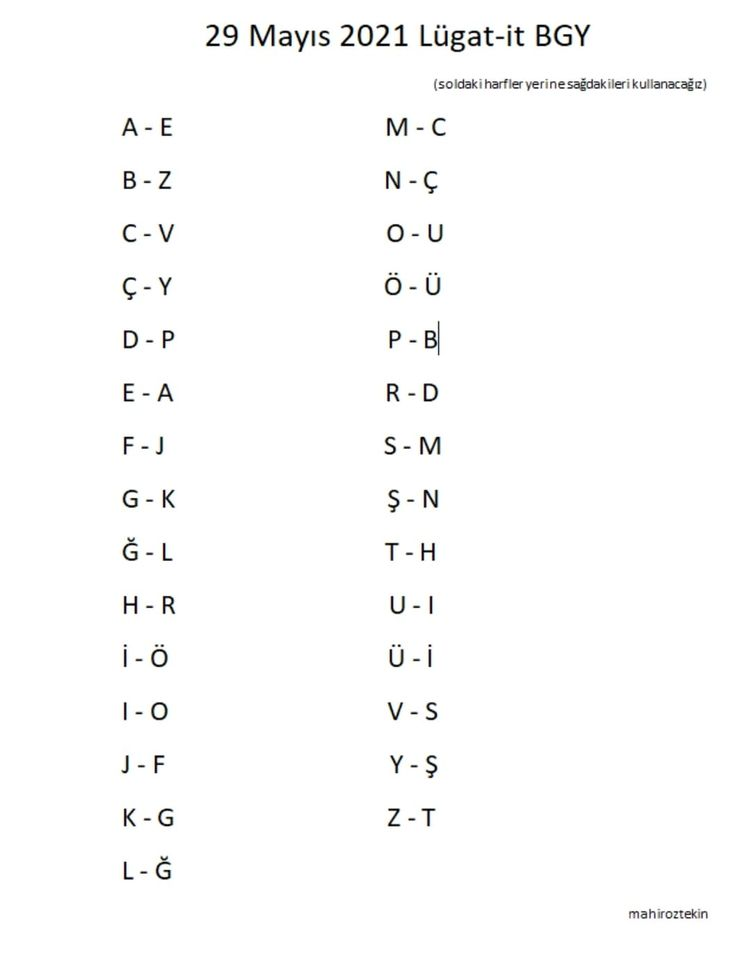 29 Mayıs 2021 Lügat-it BGY
(soldaki harfler yerine sağdakileri kullanacağız)
A - E
B - Z
C - V
Ç - Y
D - P
E - A
F - J
G - K
Ğ - L
H - R
İ - Ö
I - O
J - F
K - G
L - Ğ
M - C
N - Ç
O - U
Ö - Ü
P - B
R - D
S - M
Ş - N
T - H
U - I
Ü - İ
V - S
Y - Ş
Z - T
mahiroztekin